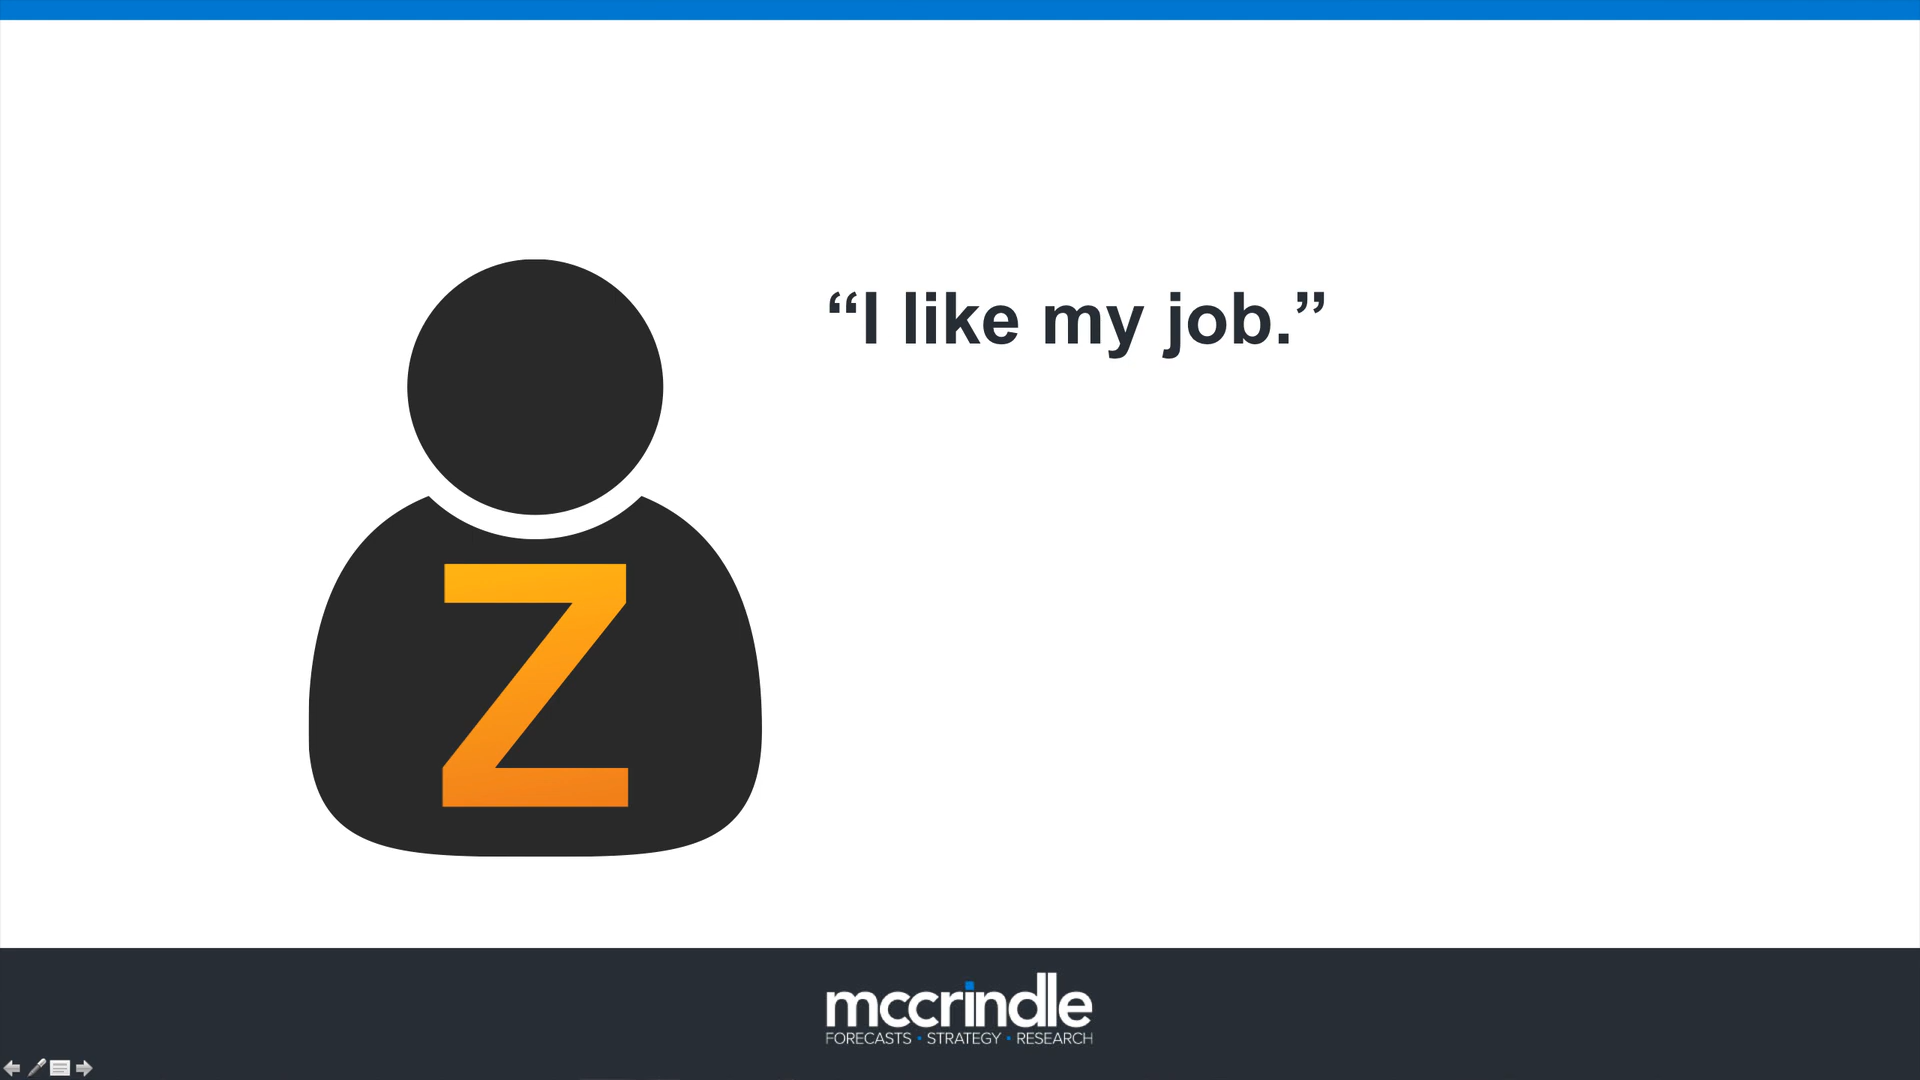 “I like my job.”
Z
mccrindle
FORECASTS • STRATEGY • RESEARCH